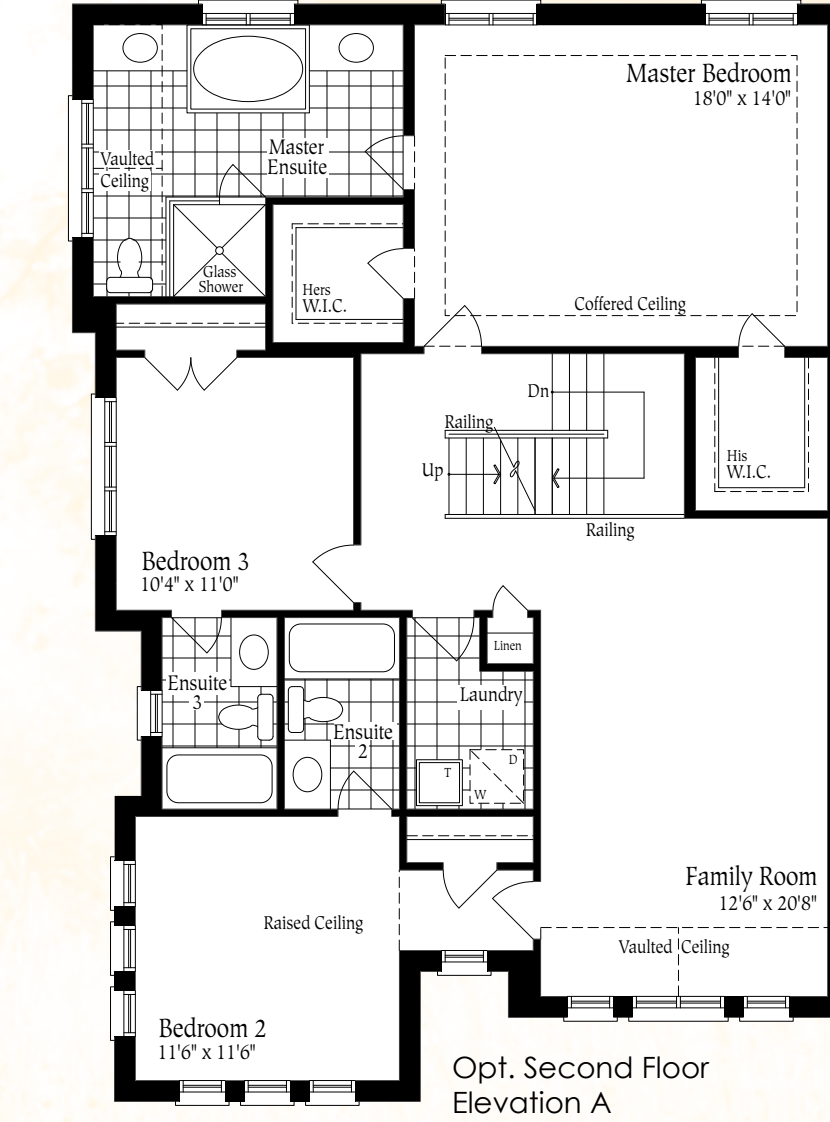 Master Bedroom
18'0" x 14'0"
Master
Ensuite
Vaulted
Ceiling
Glass
Shower
Hers
W.I.C.
Coffered Ceiling
Dn
Railing
Up
His
W.I.C.
Railing
Bedroom 3
10'4" x 11'0"
Linen
Ensuite
3
Laundry
Ensuite
2
T
D
W
Family Room
12'6" x 20'8"
Raised Ceiling
Vaulted Ceiling
Bedroom 2
11'6" x 11'6"
Opt. Second Floor
Elevation A